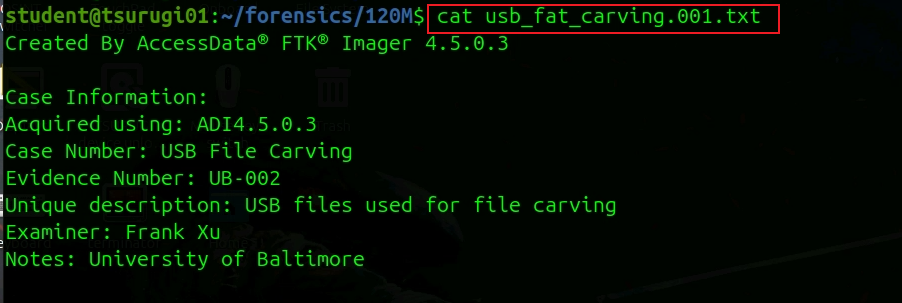 student@tsurugi01:~/forensics/120M$ cat usb_fat_carving.001.txt
Created By AccessData® FTK® Imager 4.5.0.3
Case Information:
Acquired using: ADI4.5.0.3
Case Number: USB File Carving
Evidence Number: UB-002
Unique description: USB files used for file carving
Examiner: Frank Xu
Notes: University of Baltimore